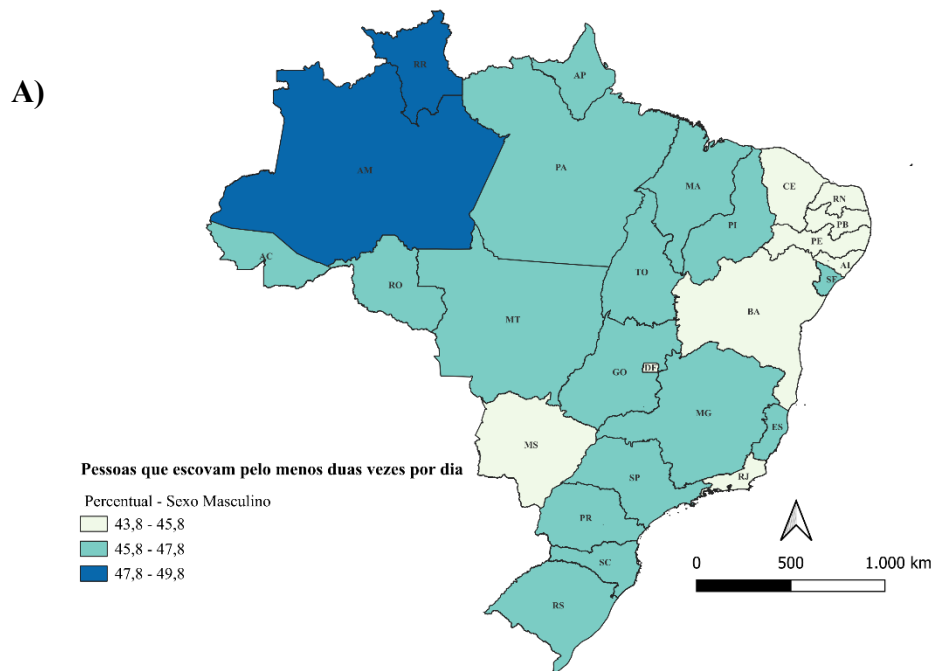 A)
RR
AP
AM
PA
MA
CE
RN
PB
PI
PE
AL
SE
AC
RO
TO
BA
MT
GO
DF
MG
ES
MS
SP
RJ
PR
SC
RS
Pessoas que escovam pelo menos duas vezes por dia
Percentual - Sexo Masculino
43,8 - 45,8
45,8 - 47,8
47,8 - 49,8
0 500 1.000 km